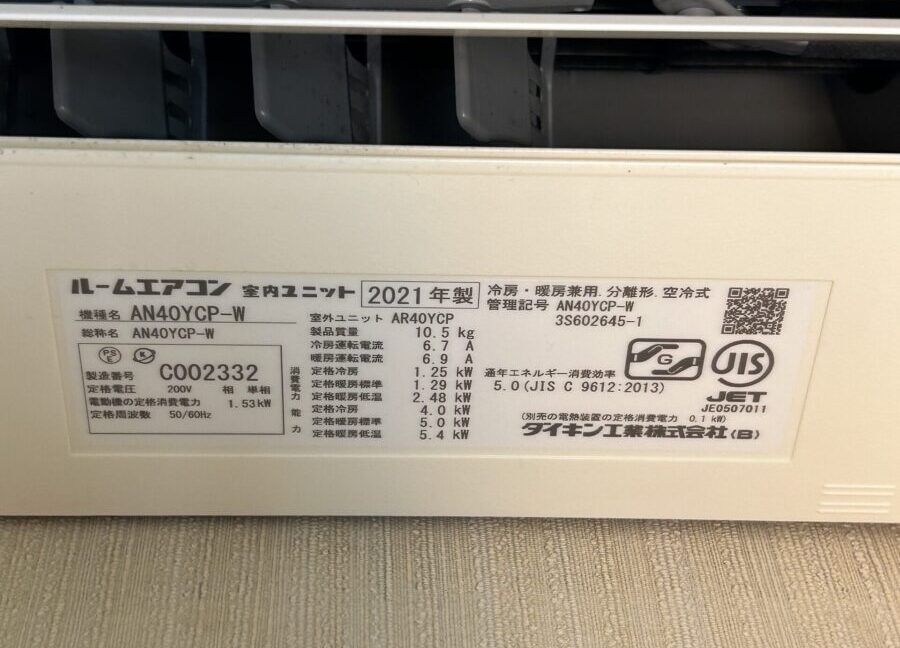 ルームエアコン 室内ユニット 2021年製
機種名 AN40YCP-W
総称名 AN40YCP-W
PS E
製造番号 C002332
定格電圧 200V 相 単相
電動機の定格消費電力 1.53kW
定格周波数 50/60Hz
室外ユニット AR40YCP
製品質量 10.5 kg
冷房運転電流 6.7 A
暖房運転電流 6.9 A
消費電力
定格冷房 1.25 kW
定格暖房標準 1.29 kW
定格暖房低温 2.48 kW
能力
定格冷房 4.0 kW
定格暖房標準 5.0 kW
定格暖房低温 5.4 kW
冷房・暖房兼用.分離形.空冷式
管理記号 AN40YCP-W
3S602645-1
通年エネルギー消費効率
5.0(JIS C 9612:2013)
G
JIS
JET
JE0507011
(別売の電熱装置の定格消費電力 0.1 kW)
ダイキン工業株式会社(B)